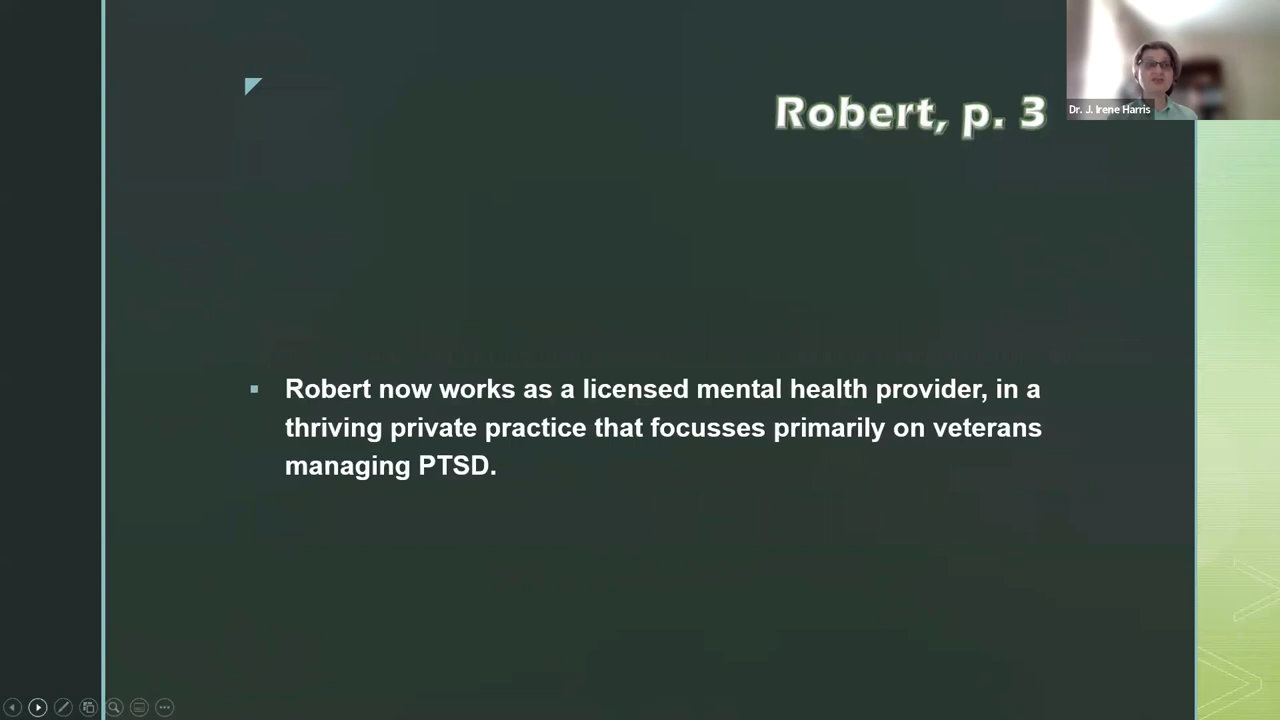 Robert, p. 3
Dr. J. Irene Harris
▪ Robert now works as a licensed mental health provider, in a
thriving private practice that focusses primarily on veterans
managing PTSD.